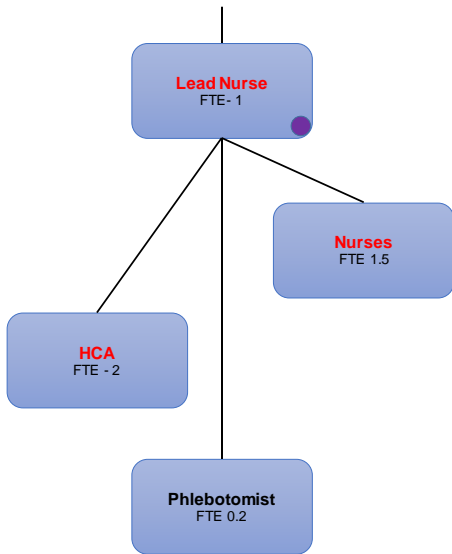 Lead Nurse
FTE- 1
Nurses
FTE 1.5
HCA
FTE - 2
Phlebotomist
FTE 0.2